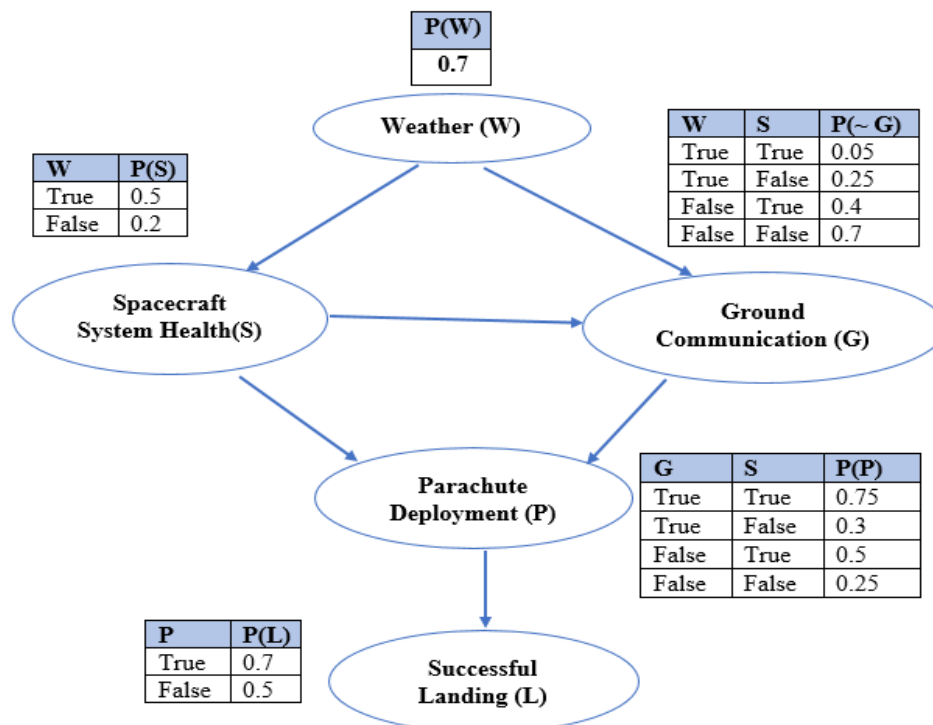 P(W)
0.7
Weather (W)
W S P(~ G)
True True 0.05
True False 0.25
False True 0.4
False False 0.7
W P(S)
True 0.5
False 0.2
Spacecraft
System Health(S)
Ground
Communication (G)
Parachute
Deployment (P)
G S P(P)
True True 0.75
True False 0.3
False True 0.5
False False 0.25
P P(L)
True 0.7
False 0.5
Successful
Landing (L)